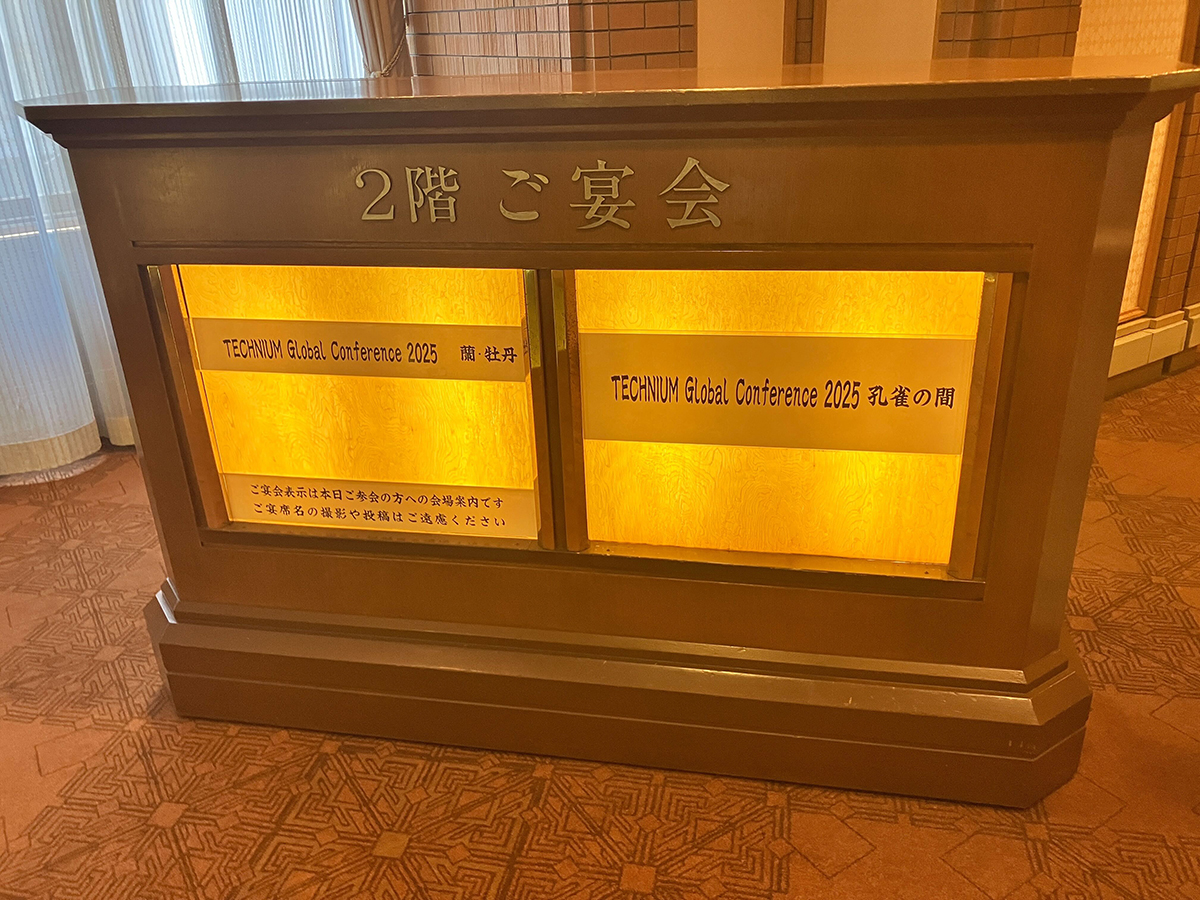 2階 ご宴会
TECHNIUM Global Conference 2025 蘭・牡丹
ご宴会表示は本日ご参会の方への会場案内です
ご宴席名の撮影や投稿はご遠慮ください
TECHNIUM Global Conference 2025 孔雀の間